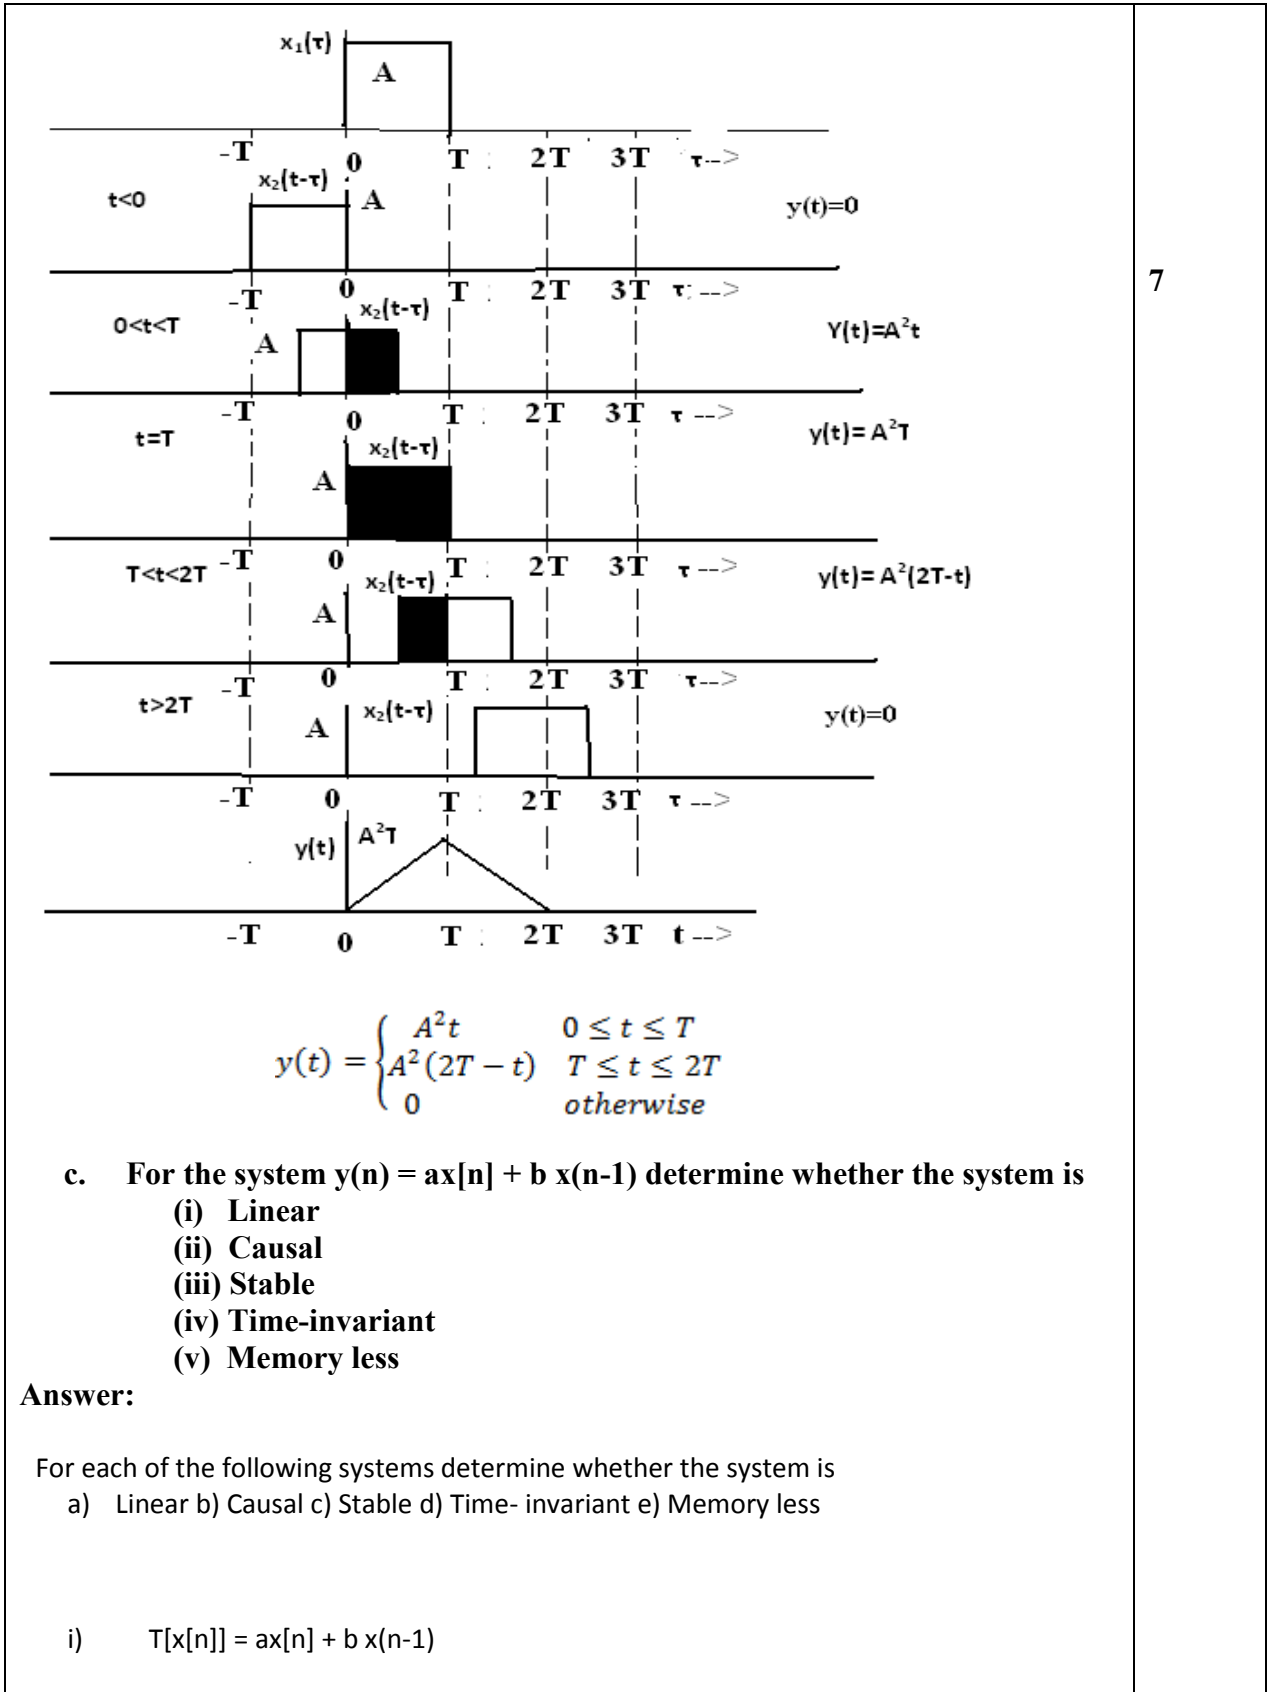 x₁(τ)
A
-T 0 T 2T 3T τ-->
t<0 x₂(t-τ) A y(t)=0
-T 0 T 2T 3T τ -->
7
0<t<T A x₂(t-τ) Y(t)=A²t
-T 0 T 2T 3T τ -->
t=T A x₂(t-τ) y(t)= A²T
-T 0 T 2T 3T τ -->
T<t<2T A x₂(t-τ) y(t)= A²(2T-t)
-T 0 T 2T 3T τ-->
t>2T A x₂(t-τ) y(t)=0
-T 0 T 2T 3T τ -->
y(t) A²T
-T 0 T 2T 3T t -->
y(t) = { A²t 0 ≤ t ≤ T
A²(2T − t) T ≤ t ≤ 2T
0 otherwise
c. For the system y(n) = ax[n] + b x(n-1) determine whether the system is
(i) Linear
(ii) Causal
(iii) Stable
(iv) Time-invariant
(v) Memory less
Answer:
For each of the following systems determine whether the system is
a) Linear b) Causal c) Stable d) Time- invariant e) Memory less
i) T[x[n]] = ax[n] + b x(n-1)